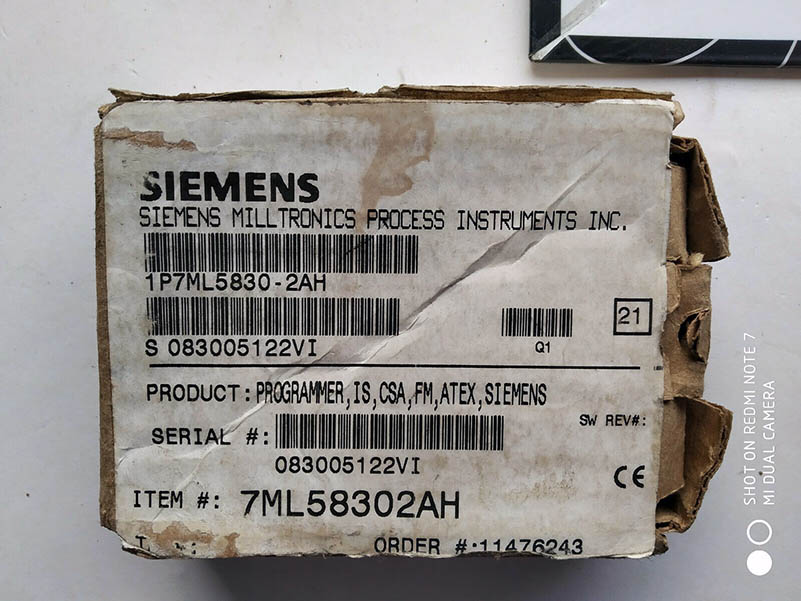 SIEMENS
SIEMENS MILLTRONICS PROCESS INSTRUMENTS INC.
1P7ML5830-2AH
S 083005122VI
Q1
21
PRODUCT: PROGRAMMER,IS,CSA,FM,ATEX,SIEMENS
SW REV#:
SERIAL #:
083005122VI
CE
ITEM #: 7ML58302AH
ORDER #:11476243
SHOT ON REDMI NOTE 7
MI DUAL CAMERA